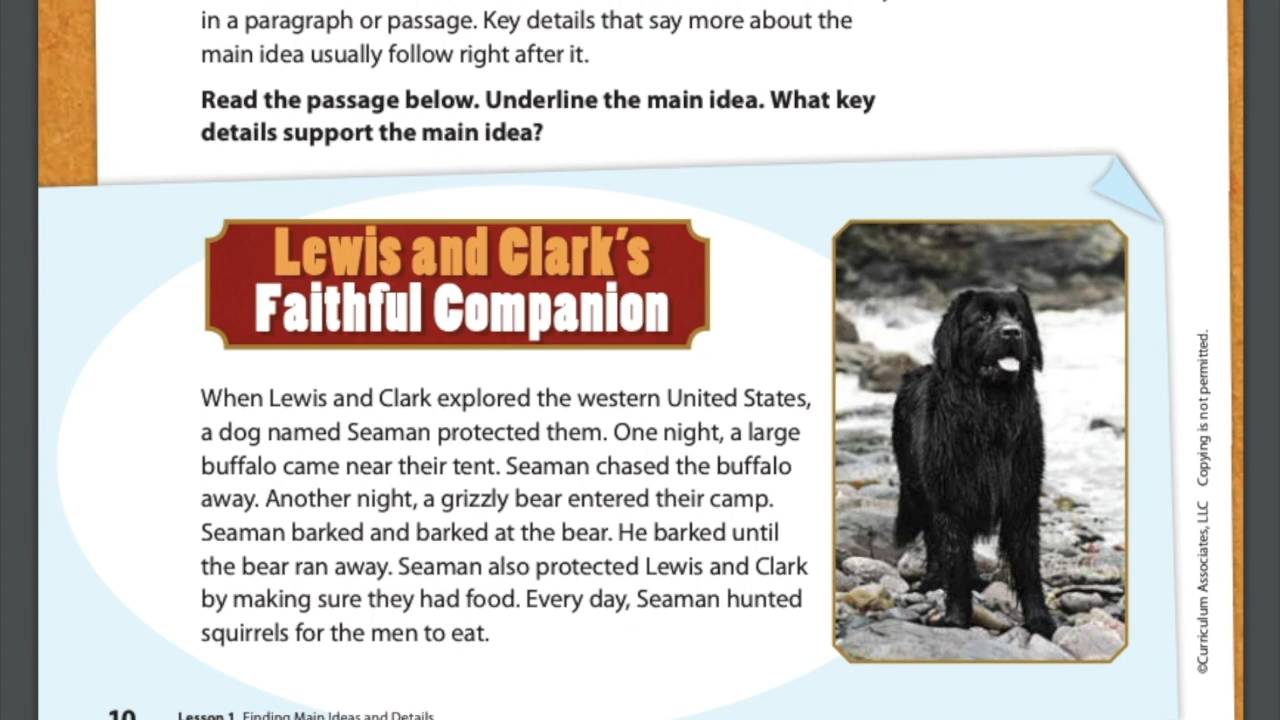 in a paragraph or passage. Key details that say more about the
main idea usually follow right after it.
Read the passage below. Underline the main idea. What key
details support the main idea?
Lewis and Clark's
Faithful Companion
When Lewis and Clark explored the western United States,
a dog named Seaman protected them. One night, a large
buffalo came near their tent. Seaman chased the buffalo
away. Another night, a grizzly bear entered their camp.
Seaman barked and barked at the bear. He barked until
the bear ran away. Seaman also protected Lewis and Clark
by making sure they had food. Every day, Seaman hunted
squirrels for the men to eat.
©Curriculum Associates, LLC Copying is not permitted.
10 Lesson 1 Finding Main Ideas and Details